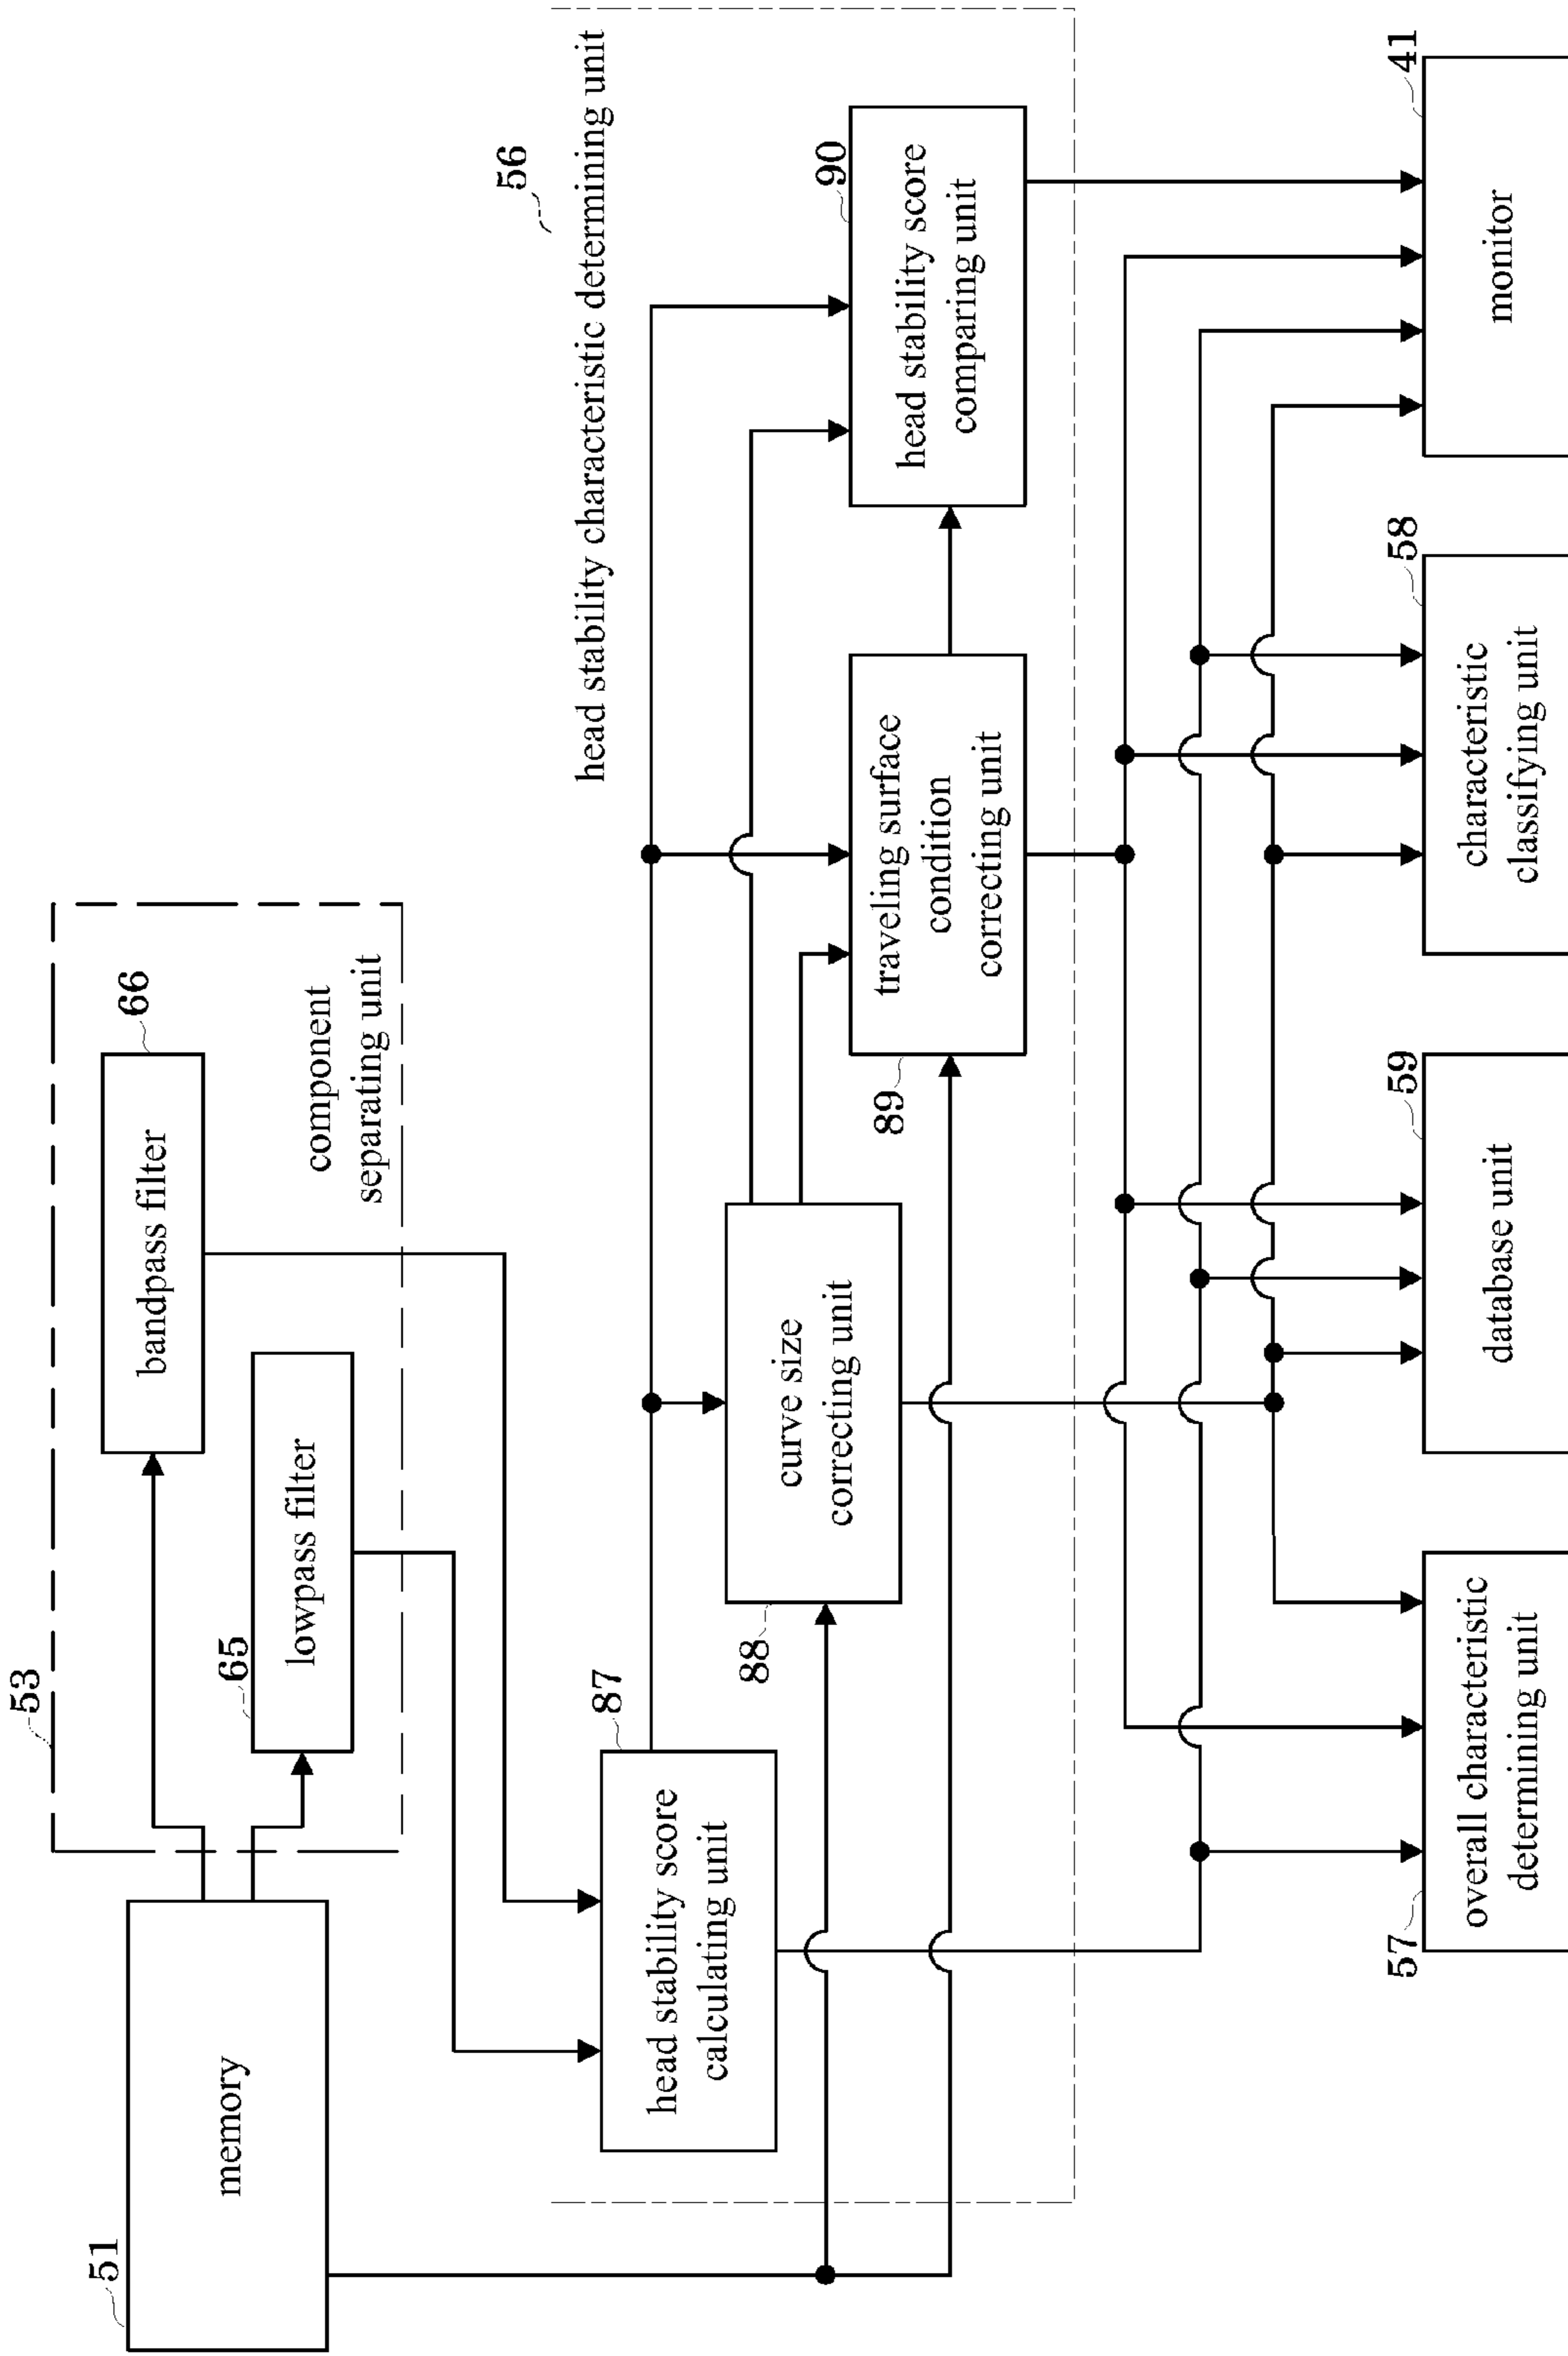 53
66
bandpass filter
component
separating unit
65
lowpass filter
51
memory
56
head stability characteristic determining unit
87
head stability score
calculating unit
88
curve size
correcting unit
89
traveling surface
condition
correcting unit
90
head stability score
comparing unit
57
overall characteristic
determining unit
59
database unit
58
characteristic
classifying unit
41
monitor